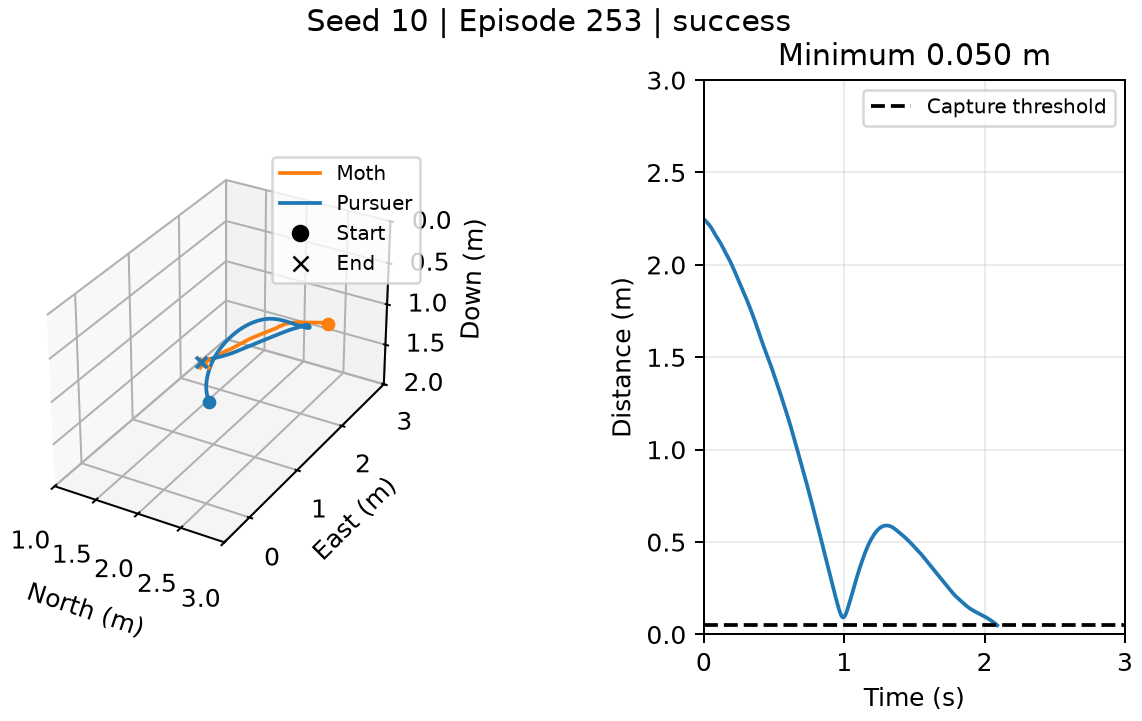 Seed 10 | Episode 253 | success
Moth
Pursuer
Start
End
0.0
0.5
1.0
1.5
2.0
Down (m)
3
2
1
0
East (m)
1.0
1.5
2.0
2.5
3.0
North (m)
Minimum 0.050 m
Capture threshold
3.0
2.5
2.0
1.5
1.0
0.5
0.0
Distance (m)
0 1 2 3
Time (s)